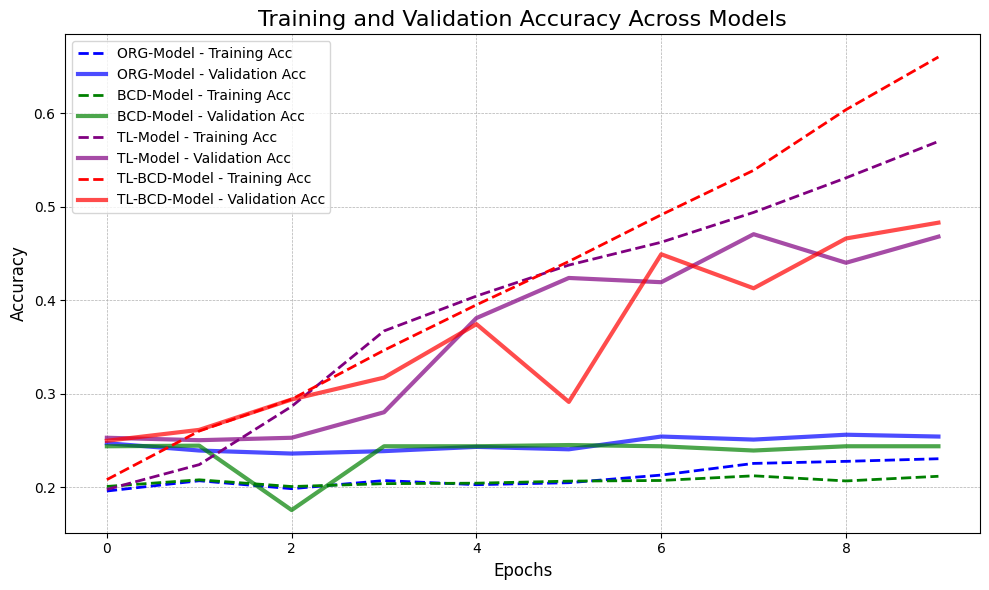 Training and Validation Accuracy Across Models
ORG-Model - Training Acc
ORG-Model - Validation Acc
BCD-Model - Training Acc
BCD-Model - Validation Acc
TL-Model - Training Acc
TL-Model - Validation Acc
TL-BCD-Model - Training Acc
TL-BCD-Model - Validation Acc
Accuracy
0.6
0.5
0.4
0.3
0.2
0 2 4 6 8
Epochs